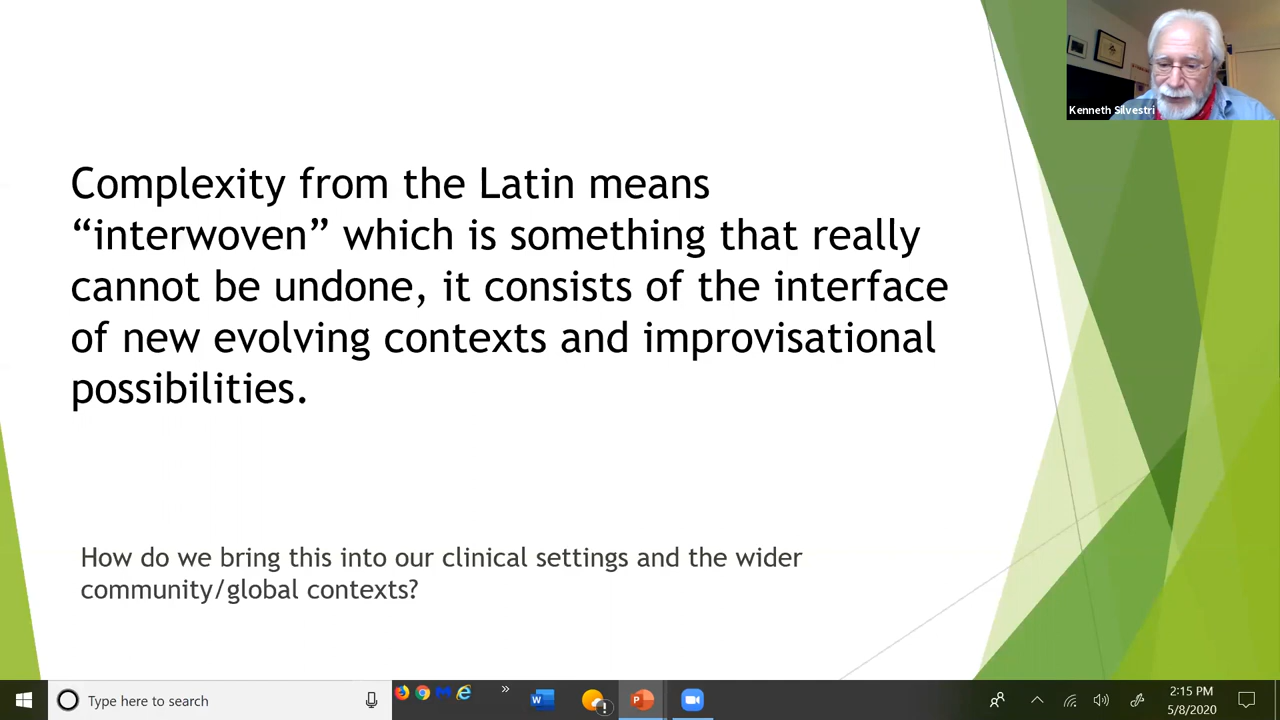 Kenneth Silvestri
Complexity from the Latin means
“interwoven” which is something that really
cannot be undone, it consists of the interface
of new evolving contexts and improvisational
possibilities.
How do we bring this into our clinical settings and the wider
community/global contexts?
Type here to search
2:15 PM
5/8/2020